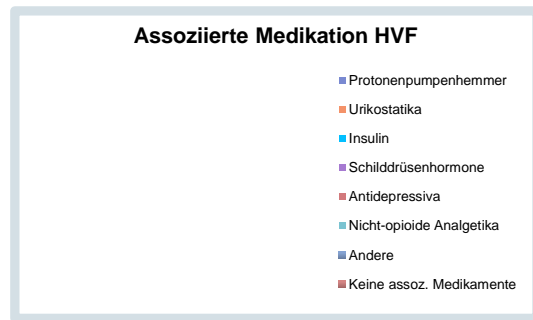 Assoziierte Medikation HVF
Protonenpumpenhemmer
Urikostatika
Insulin
Schilddrüsenhormone
Antidepressiva
Nicht-opioide Analgetika
Andere
Keine assoz. Medikamente